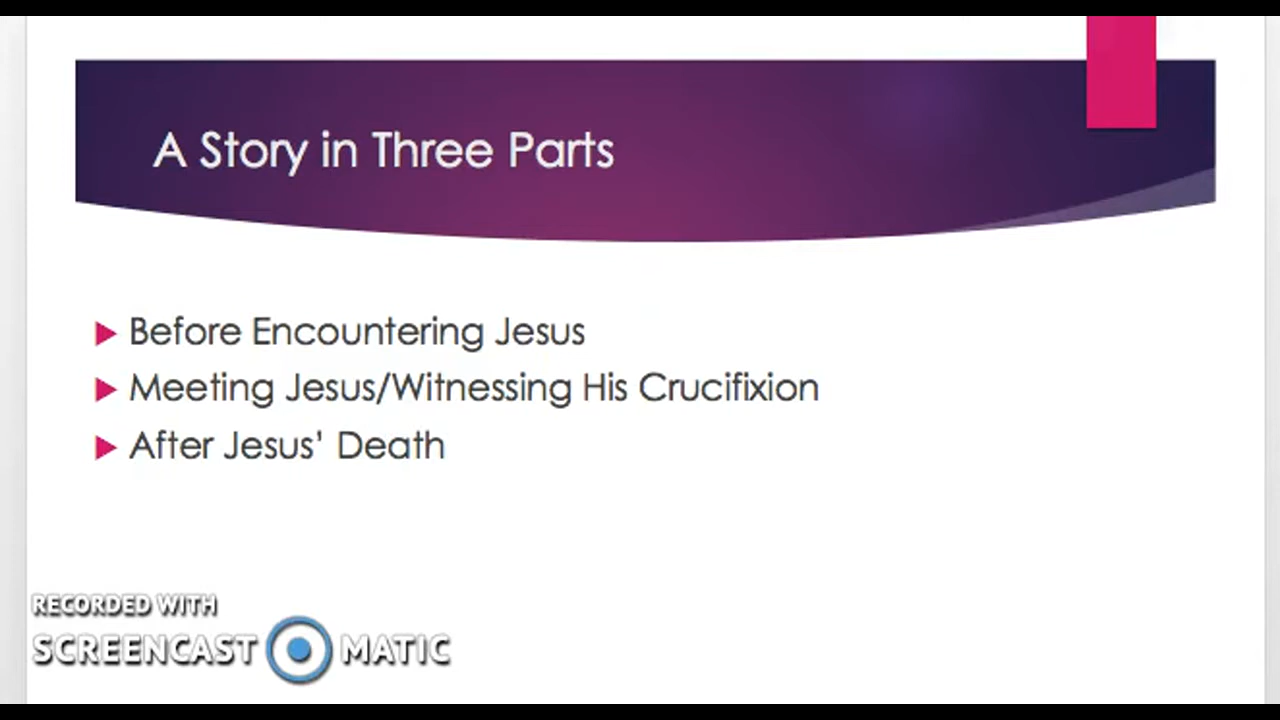 A Story in Three Parts
Before Encountering Jesus
Meeting Jesus/Witnessing His Crucifixion
After Jesus' Death
RECORDED WITH
SCREENCAST MATIC